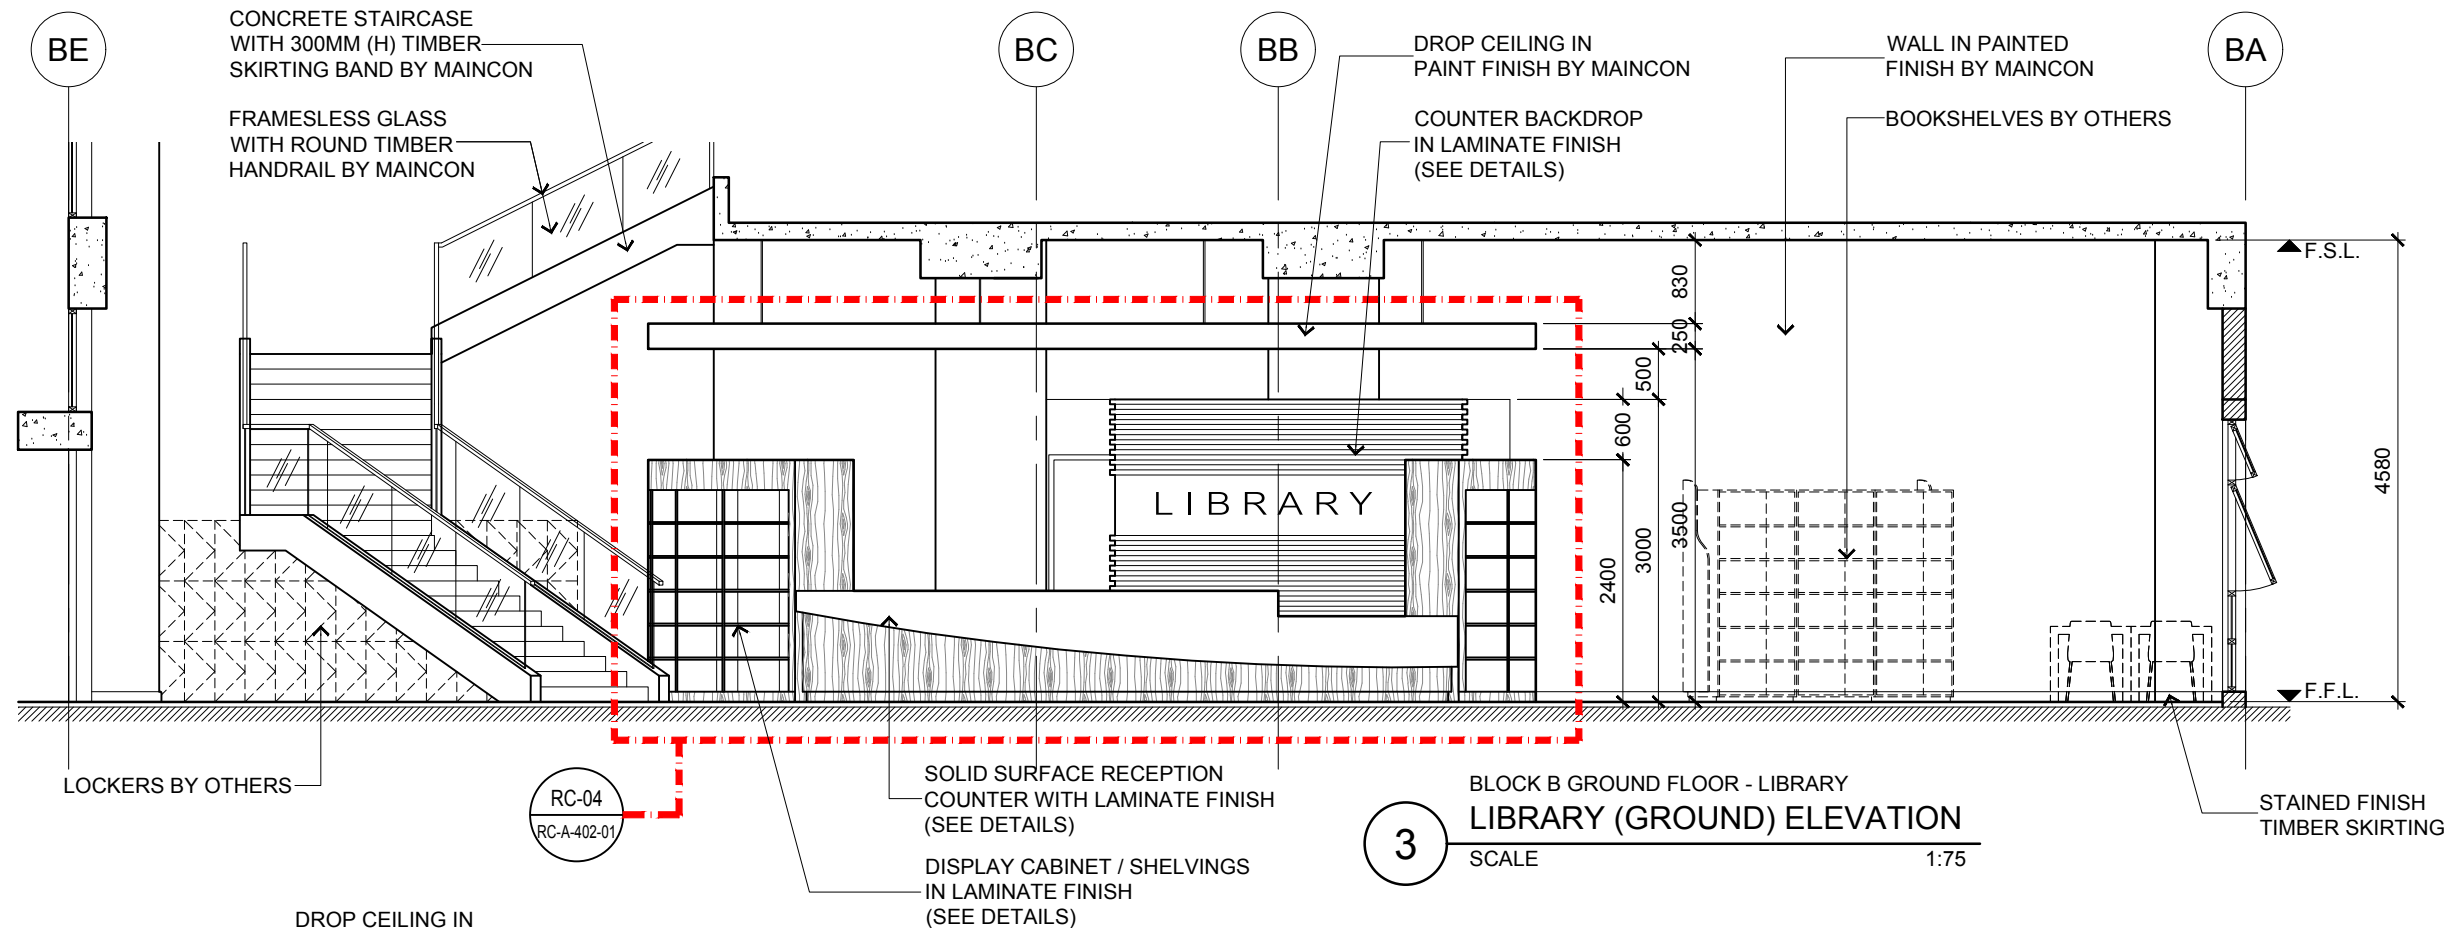 BE
CONCRETE STAIRCASE
WITH 300MM (H) TIMBER
SKIRTING BAND BY MAINCON
FRAMESLESS GLASS
WITH ROUND TIMBER
HANDRAIL BY MAINCON
BC
BB
DROP CEILING IN
PAINT FINISH BY MAINCON
COUNTER BACKDROP
IN LAMINATE FINISH
(SEE DETAILS)
WALL IN PAINTED
FINISH BY MAINCON
BOOKSHELVES BY OTHERS
BA
F.S.L.
830
250
500
600
2400
3000
3500
4580
LIBRARY
F.F.L.
LOCKERS BY OTHERS
RC-04
RC-A-402-01
SOLID SURFACE RECEPTION
COUNTER WITH LAMINATE FINISH
(SEE DETAILS)
DISPLAY CABINET / SHELVINGS
IN LAMINATE FINISH
(SEE DETAILS)
3
BLOCK B GROUND FLOOR - LIBRARY
LIBRARY (GROUND) ELEVATION
SCALE 1:75
STAINED FINISH
TIMBER SKIRTING
DROP CEILING IN